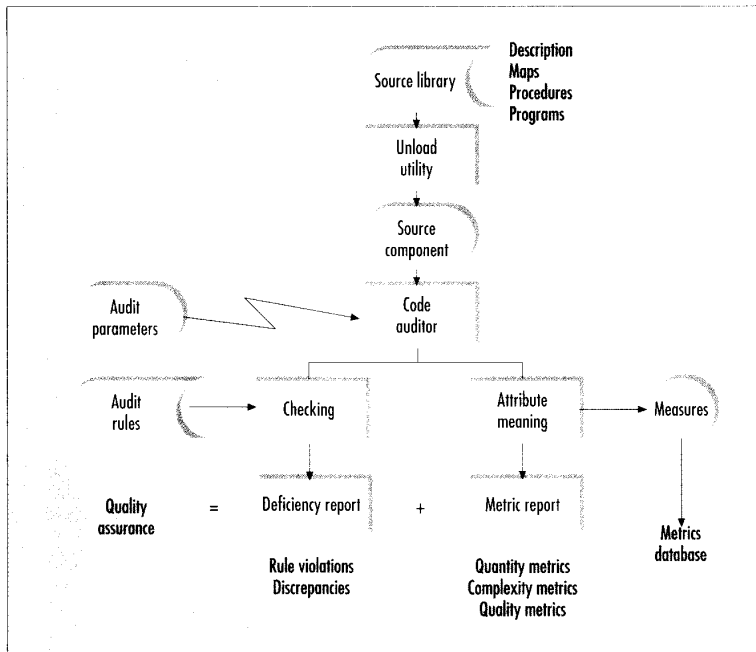 Source library
Description
Maps
Procedures
Programs
Unload
utility
Source
component
Audit
parameters
Code
auditor
Audit
rules
Checking
Attribute
meaning
Measures
Quality
assurance
=
Deficiency report
+
Metric report
Metrics
database
Rule violations
Discrepancies
Quantity metrics
Complexity metrics
Quality metrics